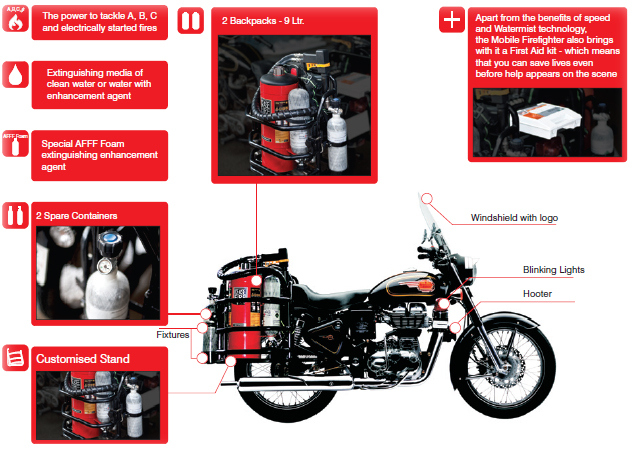 A,B,C
The power to tackle A, B, C
and electrically started fires
Extinguishing media of
clean water or water with
enhancement agent
AFFF Foam
Special AFFF Foam
extinguishing enhancement
agent
2 Spare Containers
Fixtures
Customised Stand
2 Backpacks - 9 Ltr.
Apart from the benefits of speed
and Watermist technology,
the Mobile Firefighter also brings
with it a First Aid kit - which means
that you can save lives even
before help appears on the scene
Windshield with logo
Blinking Lights
Hooter